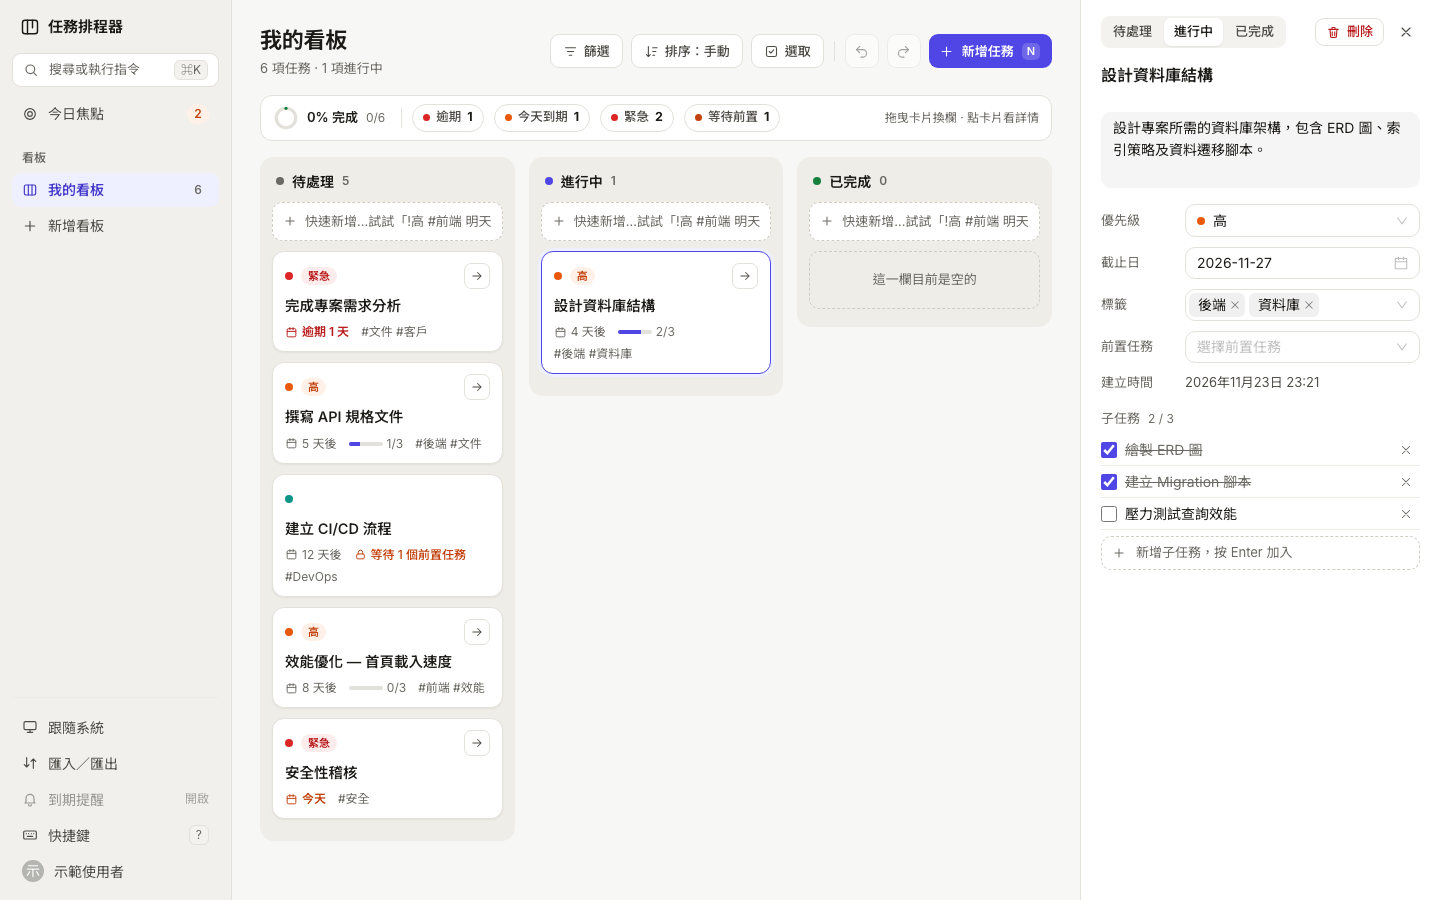 任務排程器
搜尋或執行指令 ⌘K
今日焦點 2
看板
我的看板 6
新增看板
跟隨系統
匯入／匯出
到期提醒 開啟
快捷鍵 ?
示 示範使用者
我的看板
6 項任務 · 1 項進行中
篩選
排序：手動
選取
新增任務 N
0% 完成 0/6
逾期 1
今天到期 1
緊急 2
等待前置 1
拖曳卡片換欄 · 點卡片看詳情
待處理 5
快速新增...試試「!高 #前端 明天
緊急
完成專案需求分析
逾期 1 天 #文件 #客戶
高
撰寫 API 規格文件
5 天後 1/3 #後端 #文件
建立 CI/CD 流程
12 天後 等待 1 個前置任務
#DevOps
高
效能優化 — 首頁載入速度
8 天後 0/3 #前端 #效能
緊急
安全性稽核
今天 #安全
進行中 1
快速新增...試試「!高 #前端 明天
高
設計資料庫結構
4 天後 2/3
#後端 #資料庫
已完成 0
快速新增...試試「!高 #前端 明天
這一欄目前是空的
待處理 進行中 已完成
刪除
設計資料庫結構
設計專案所需的資料庫架構，包含 ERD 圖、索
引策略及資料遷移腳本。
優先級 高
截止日 2026-11-27
標籤 後端 資料庫
前置任務 選擇前置任務
建立時間 2026年11月23日 23:21
子任務 2 / 3
繪製 ERD 圖
建立 Migration 腳本
壓力測試查詢效能
新增子任務，按 Enter 加入